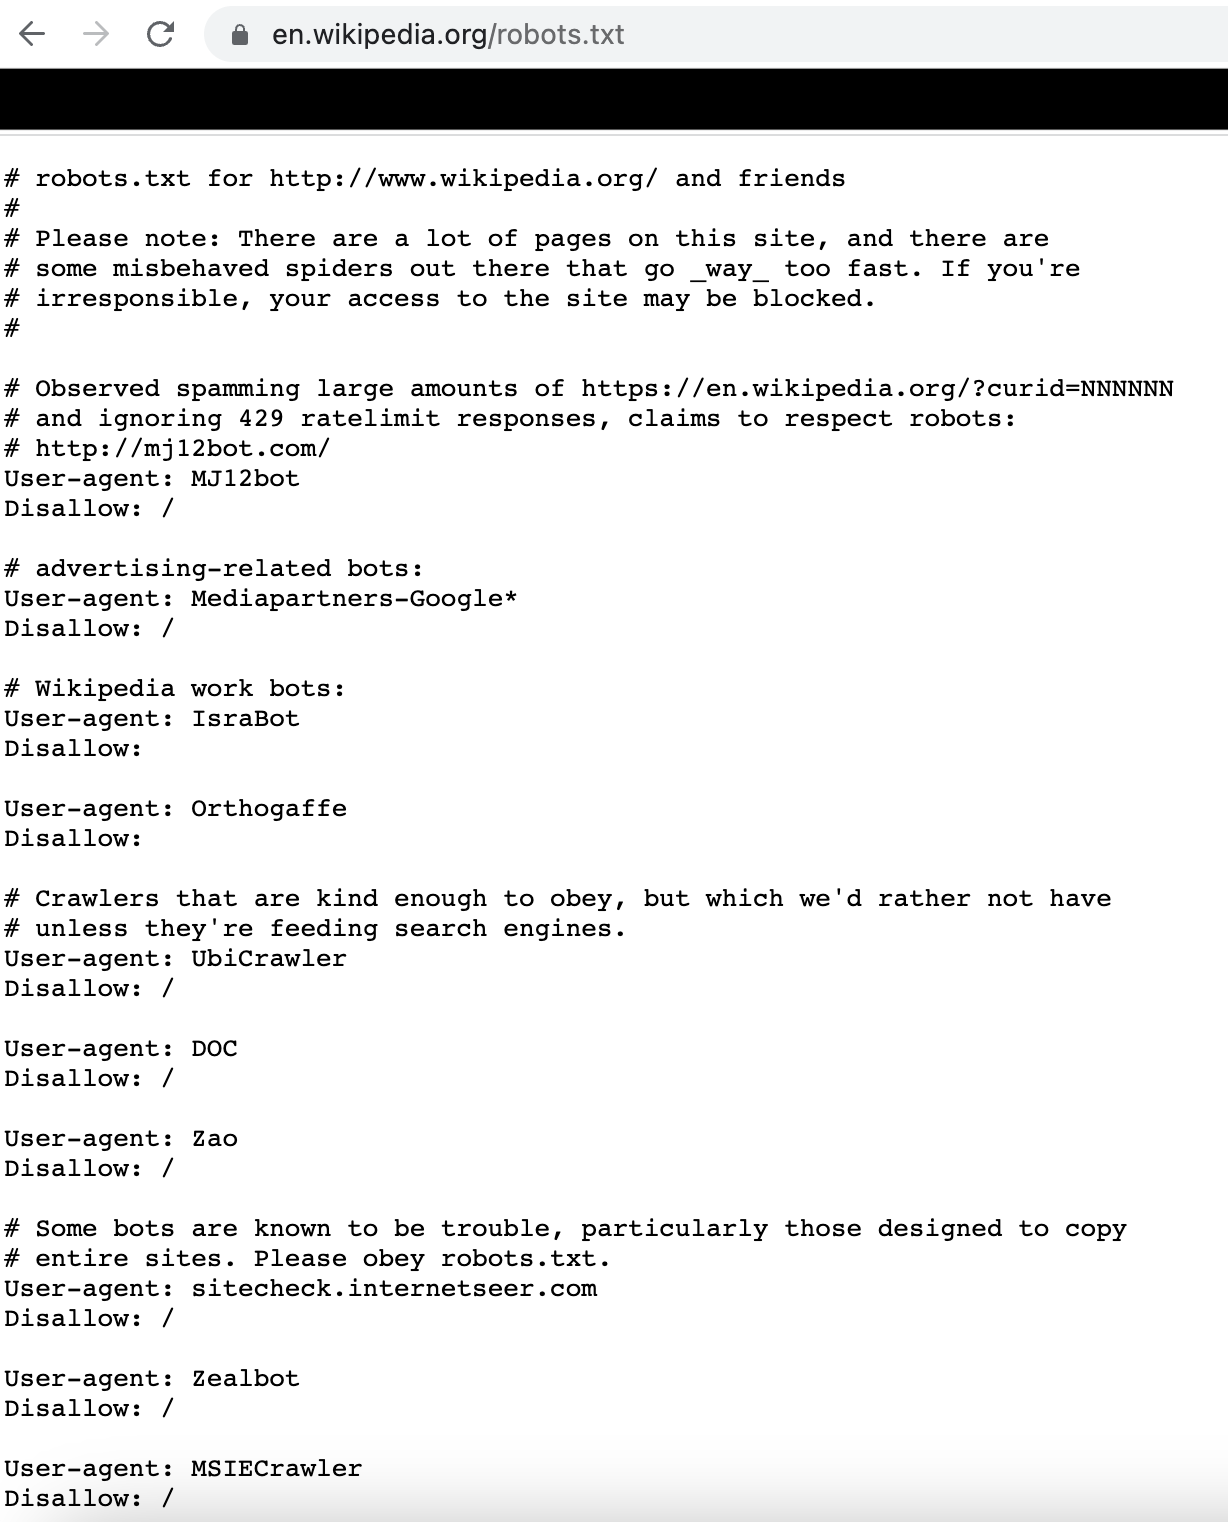 en.wikipedia.org/robots.txt
# robots.txt for http://www.wikipedia.org/ and friends
#
# Please note: There are a lot of pages on this site, and there are
# some misbehaved spiders out there that go _way_ too fast. If you're
# irresponsible, your access to the site may be blocked.
#
# Observed spamming large amounts of https://en.wikipedia.org/?curid=NNNNNN
# and ignoring 429 ratelimit responses, claims to respect robots:
# http://mj12bot.com/
User-agent: MJ12bot
Disallow: /
# advertising-related bots:
User-agent: Mediapartners-Google*
Disallow: /
# Wikipedia work bots:
User-agent: IsraBot
Disallow:
User-agent: Orthogaffe
Disallow:
# Crawlers that are kind enough to obey, but which we'd rather not have
# unless they're feeding search engines.
User-agent: UbiCrawler
Disallow: /
User-agent: DOC
Disallow: /
User-agent: Zao
Disallow: /
# Some bots are known to be trouble, particularly those designed to copy
# entire sites. Please obey robots.txt.
User-agent: sitecheck.internetseer.com
Disallow: /
User-agent: Zealbot
Disallow: /
User-agent: MSIECrawler
Disallow: /